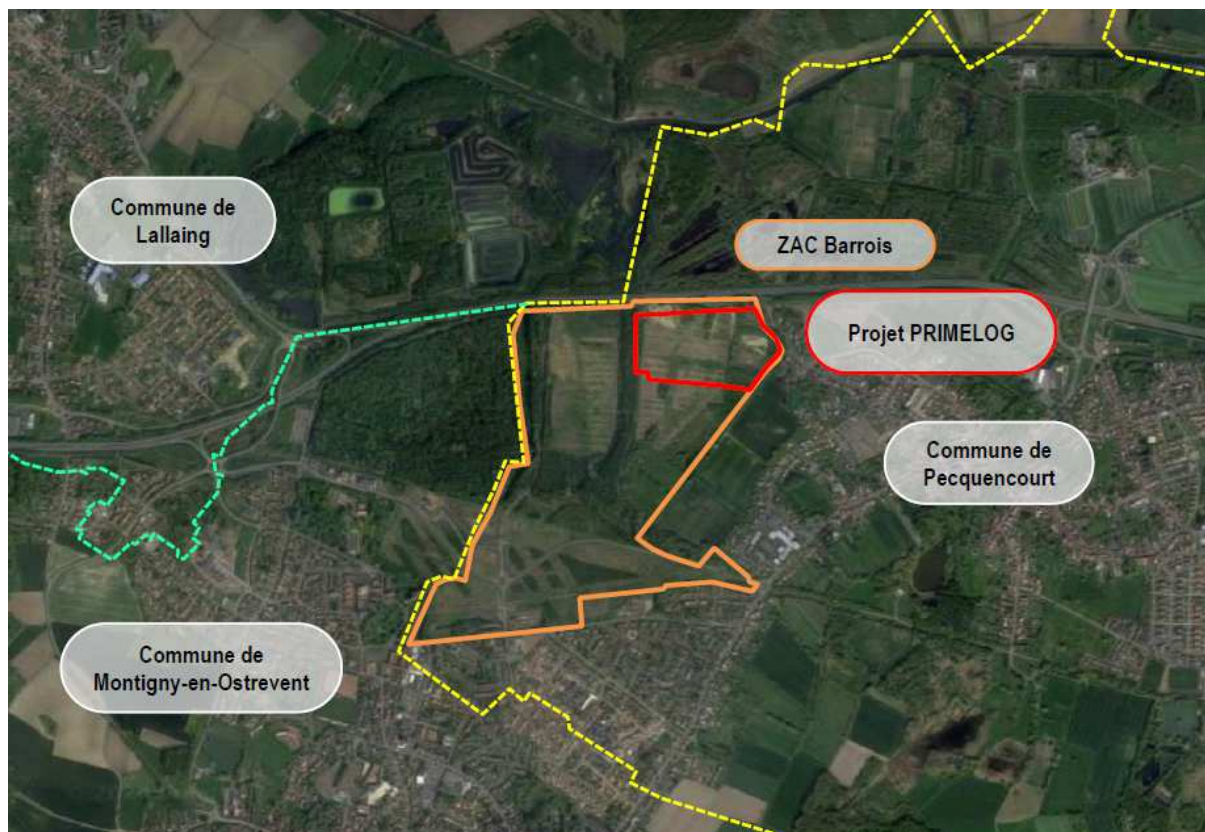 Commune de
Lallaing
ZAC Barrois
Projet PRIMELOG
Commune de
Pecquencourt
Commune de
Montigny-en-Ostrevent